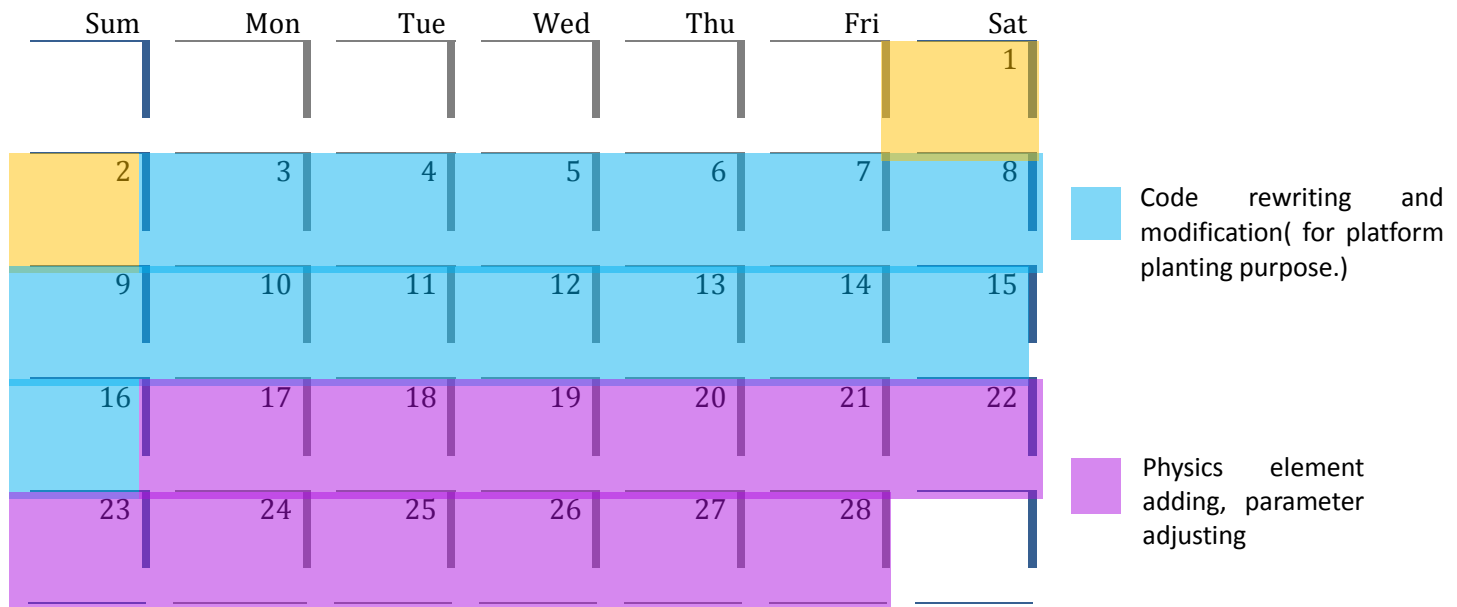 Sum Mon Tue Wed Thu Fri Sat
1
2 3 4 5 6 7 8
9 10 11 12 13 14 15
16 17 18 19 20 21 22
23 24 25 26 27 28
Code rewriting and
modification( for platform
planting purpose.)
Physics element
adding, parameter
adjusting